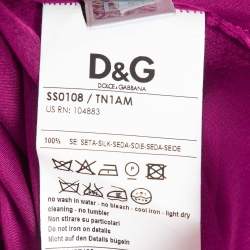 D&G
DOLCE & GABBANA
SS0108 / TN1AM
US RN: 104883
100% SE SETA-SILK-SEDA-SOIE-SEDA-SEIDE
no wash in water - no bleach - cool iron - light dry
cleaning - no tumbler
Non stirare su particolari
Do not iron on details
Nicht auf den Details bügeln